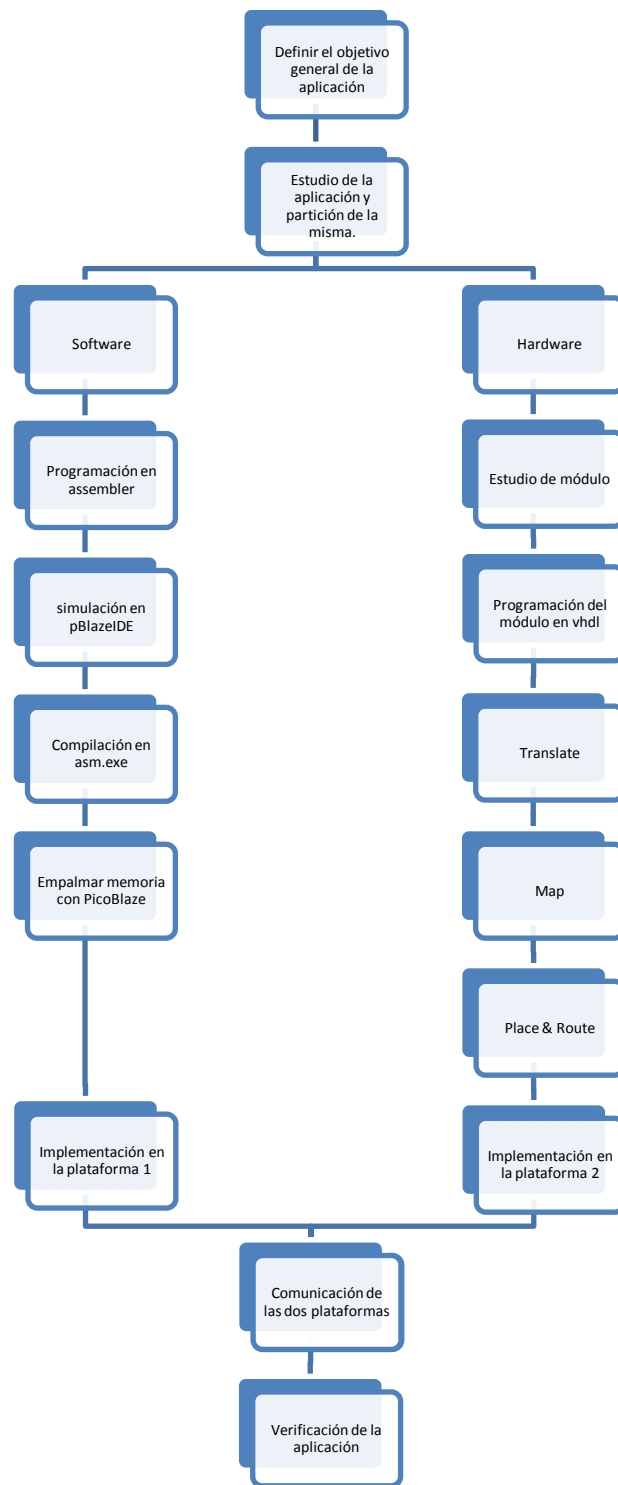 Definir el objetivo
general de la
aplicación
Estudio de la
aplicación y
partición de la
misma.
Software
Programación en
assembler
simulación en
pBlazeIDE
Compilación en
asm.exe
Empalmar memoria
con PicoBlaze
Implementación en
la plataforma 1
Hardware
Estudio de módulo
Programación del
módulo en vhdl
Translate
Map
Place & Route
Implementación en
la plataforma 2
Comunicación de
las dos plataformas
Verificación de la
aplicación